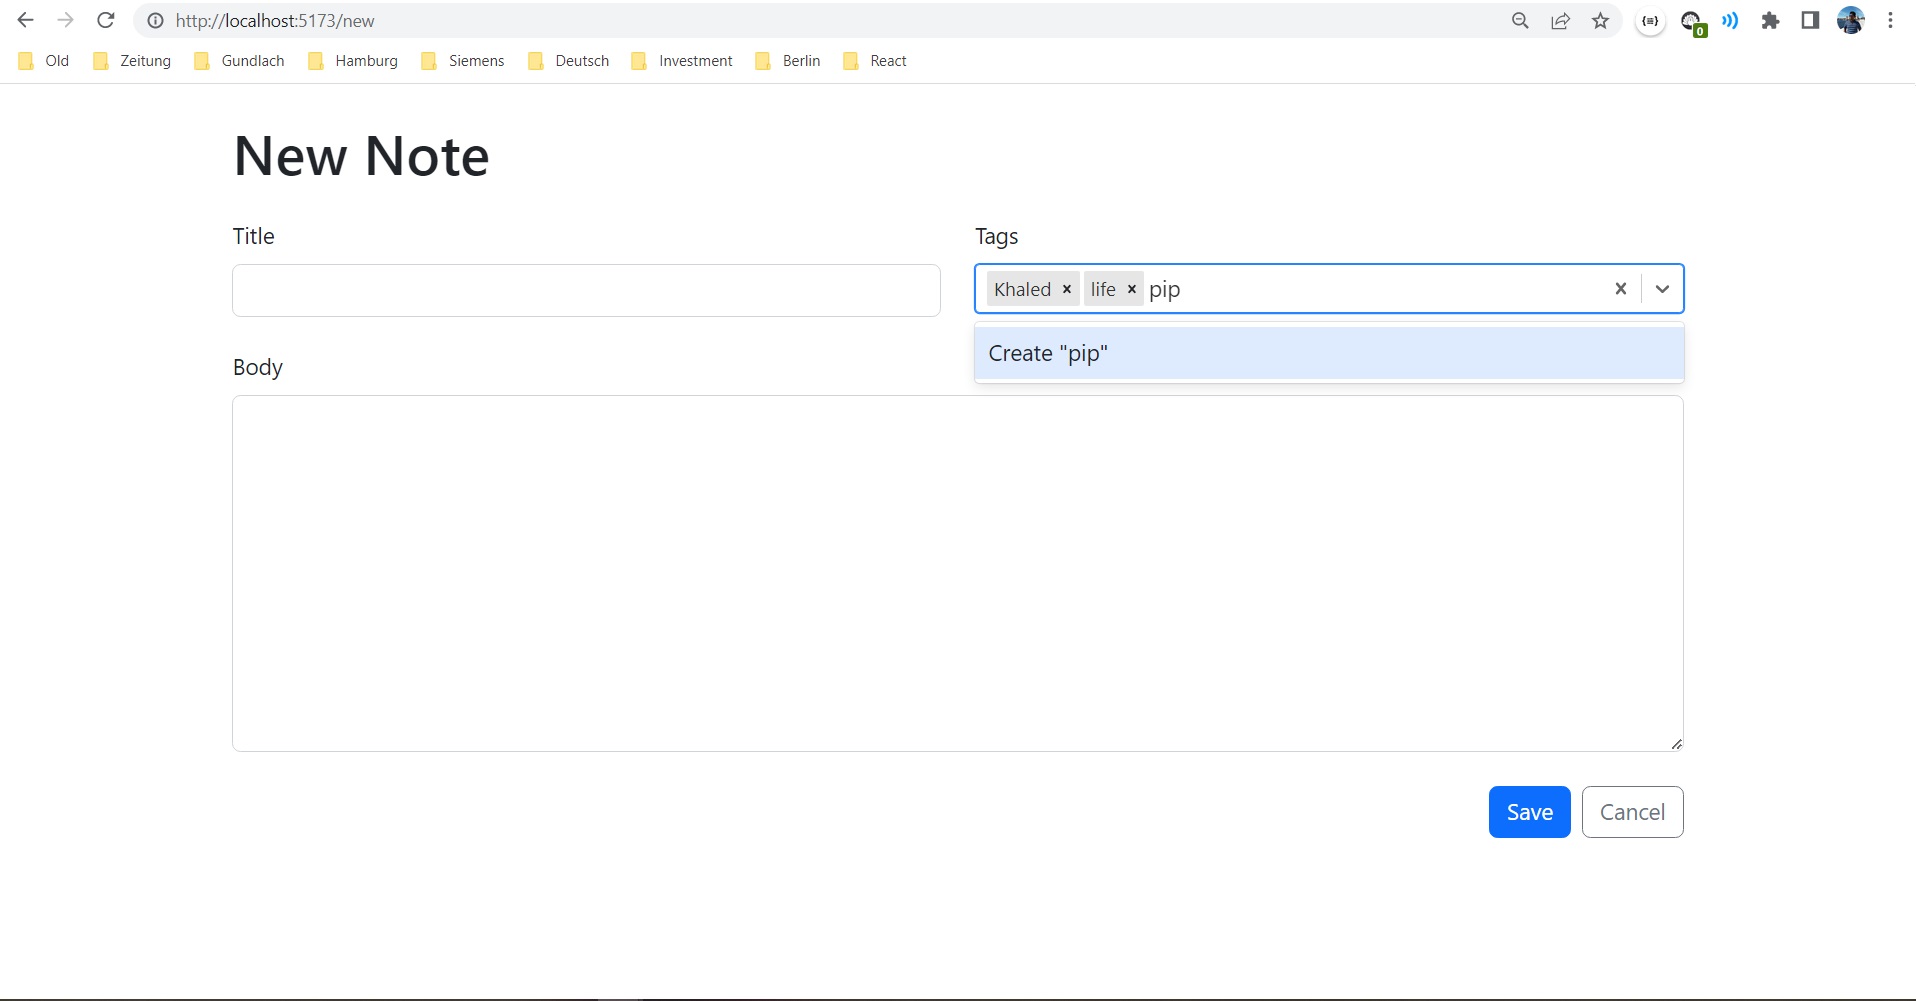 http://localhost:5173/new
0
Old Zeitung Gundlach Hamburg Siemens Deutsch Investment Berlin React
New Note
Title
Tags
Khaled × life × pip
Create "pip"
Body
Save Cancel